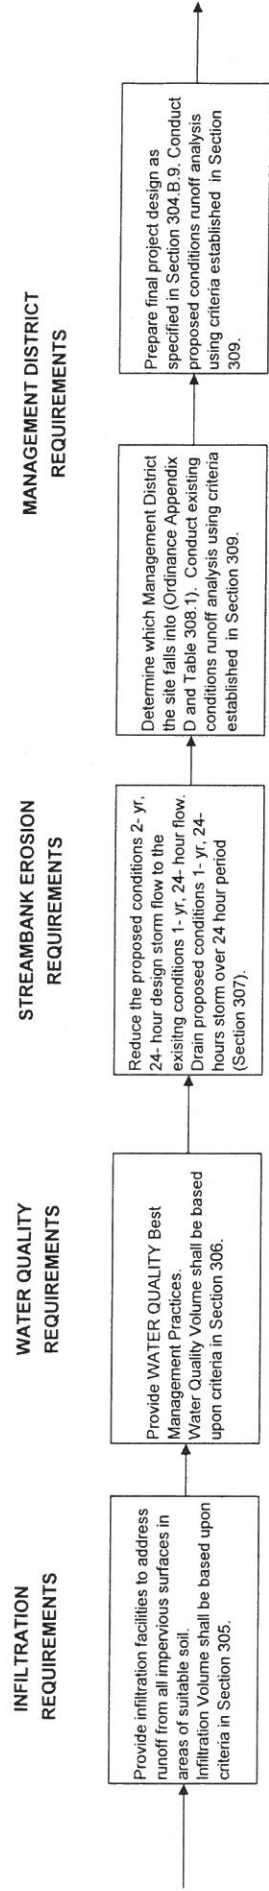 INFILTRATION
REQUIREMENTS
Provide infiltration facilities to address
runoff from all impervious surfaces in
areas of suitable soil.
Infiltration Volume shall be based upon
criteria in Section 305.
WATER QUALITY
REQUIREMENTS
Provide WATER QUALITY Best
Management Practices.
Water Quality Volume shall be based
upon criteria in Section 306.
STREAMBANK EROSION
REQUIREMENTS
Reduce the proposed conditions 2- yr,
24- hour design storm flow to the
exisitng conditions 1- yr, 24- hour flow.
Drain proposed conditions 1- yr, 24-
hours storm over 24 hour period
(Section 307).
MANAGEMENT DISTRICT
REQUIREMENTS
Determine which Management District
the site falls into (Ordinance Appendix
D and Table 308.1). Conduct existing
conditions runoff analysis using criteria
established in Section 309.
Prepare final project design as
specified in Section 304.B.9. Conduct
proposed conditions runoff analysis
using criteria established in Section
309.